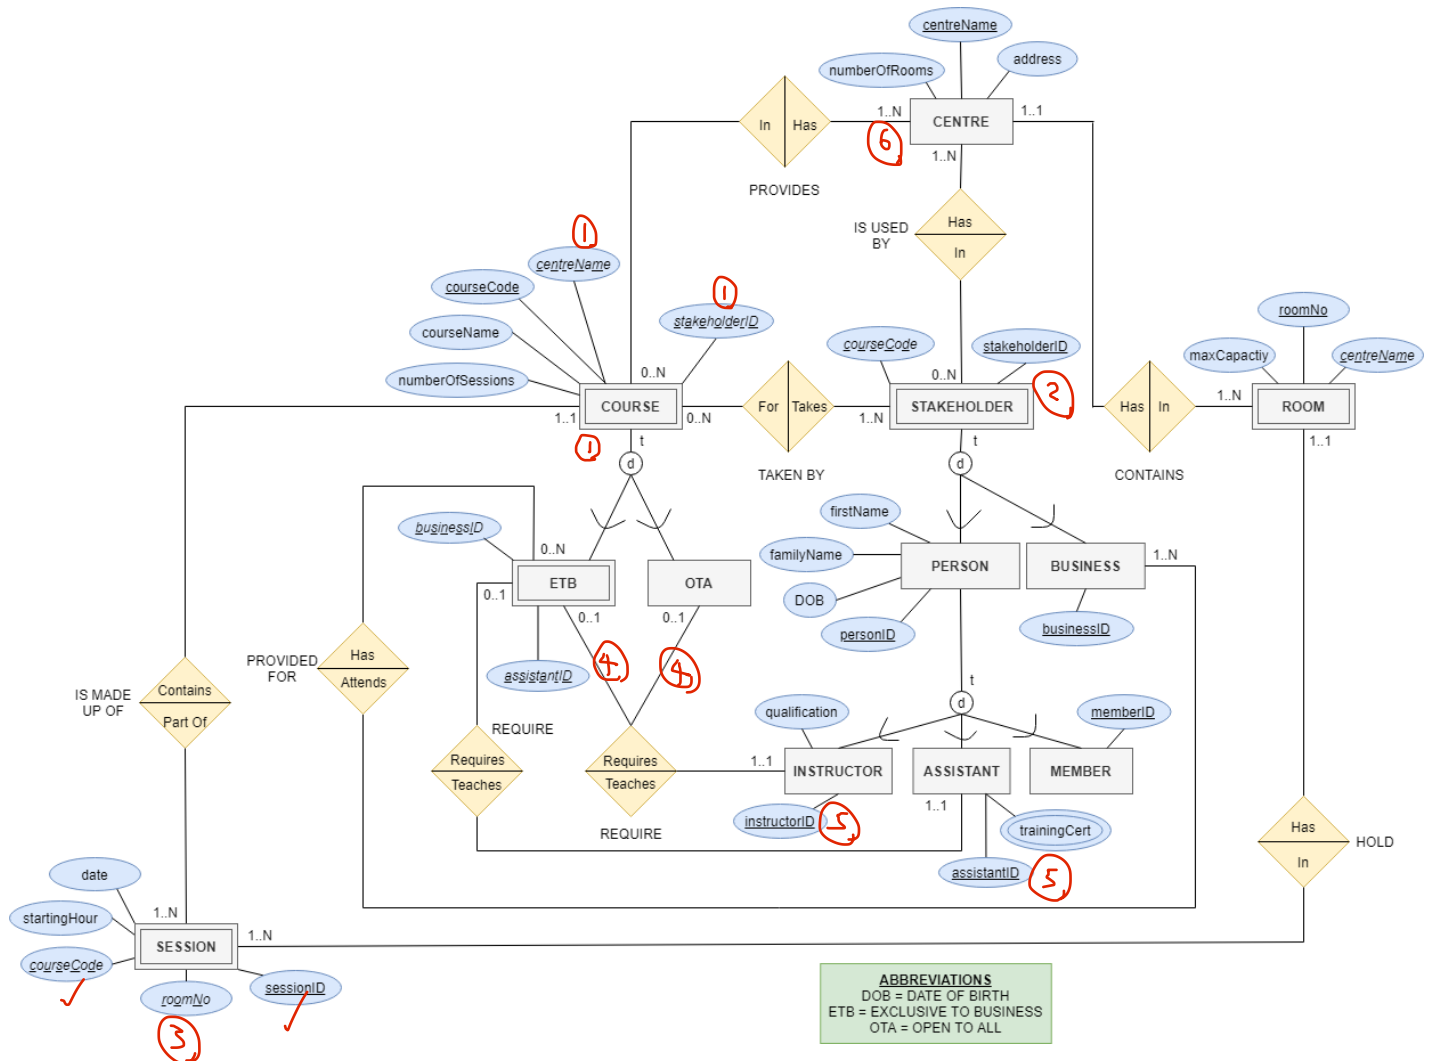 centreName
numberOfRooms
address
In
Has
1..N
CENTRE
1..1
6
1..N
PROVIDES
IS USED
BY
Has
In
1
centreName
courseCode
1
stakeholderID
courseName
numberOfSessions
0..N
COURSE
1..1
0..N
1
t
d
For
Takes
TAKEN BY
courseCode
stakeholderID
0..N
STAKEHOLDER
2
1..N
t
d
roomNo
maxCapactiy
centreName
Has
In
1..N
ROOM
1..1
CONTAINS
businessID
0..N
ETB
0..1
0..1
OTA
0..1
assistantID
4
4
firstName
familyName
DOB
personID
PERSON
BUSINESS
1..N
businessID
PROVIDED
FOR
Has
Attends
IS MADE
UP OF
Contains
Part Of
REQUIRE
Requires
Teaches
Requires
Teaches
REQUIRE
1..1
t
d
qualification
memberID
INSTRUCTOR
ASSISTANT
MEMBER
instructorID
5
1..1
trainingCert
assistantID
5
Has
In
HOLD
date
startingHour
1..N
SESSION
1..N
courseCode
roomNo
sessionID
3
ABBREVIATIONS
DOB = DATE OF BIRTH
ETB = EXCLUSIVE TO BUSINESS
OTA = OPEN TO ALL